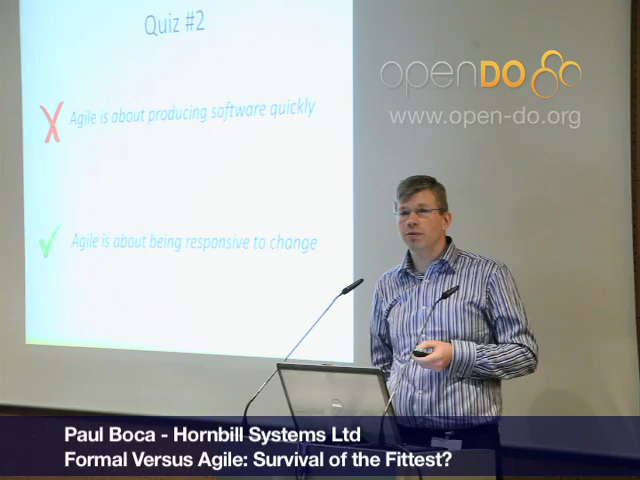 Quiz #2
X Agile is about producing software quickly
✓ Agile is about being responsive to change
openDO
www.open-do.org
Paul Boca - Hornbill Systems Ltd
Formal Versus Agile: Survival of the Fittest?